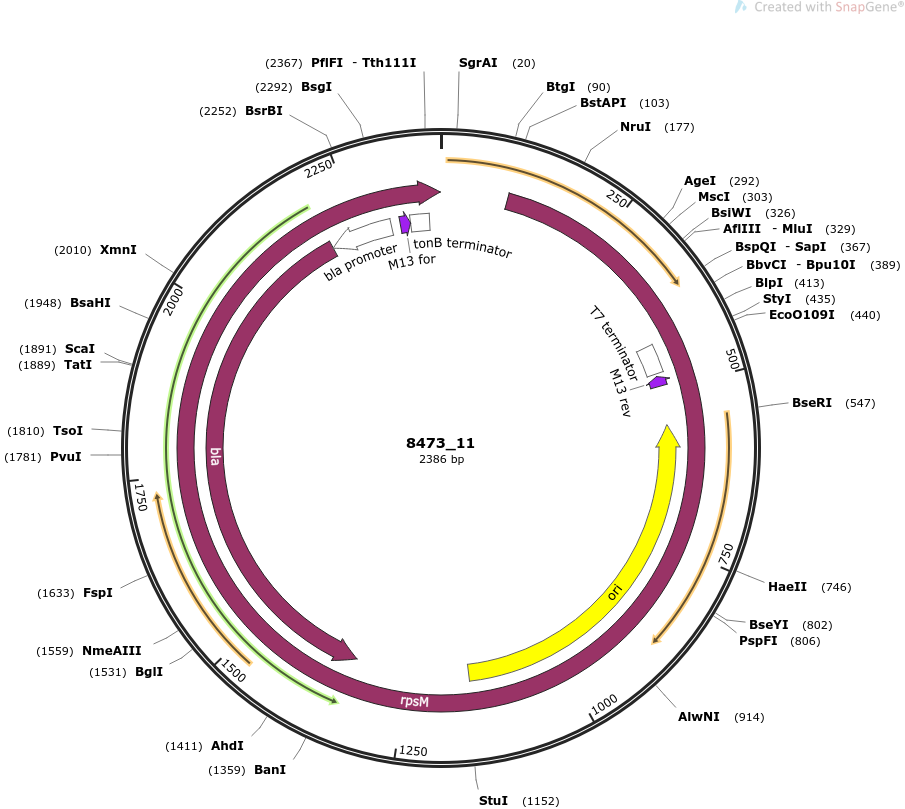 Created with SnapGene®
(2367) PflFI - Tth111I
SgrAI (20)
(2292) BsgI
BtgI (90)
(2252) BsrBI
BstAPI (103)
NruI (177)
2250
250
AgeI (292)
MscI (303)
BsiWI (326)
AflIII - MluI (329)
(2010) XmnI
BspQI - SapI (367)
BbvCI - Bpu10I (389)
BlpI (413)
StyI (435)
EcoO109I (440)
bla promoter
M13 for
tonB terminator
(1948) BsaHI
2000
T7 terminator
M13 rev
500
(1891) ScaI
(1889) TatI
BseRI (547)
(1810) TsoI
(1781) PvuI
bla
8473_11
2386 bp
1750
750
HaeII (746)
(1633) FspI
ori
BseYI (802)
PspFI (806)
(1559) NmeAIII
(1531) BglI
1500
rpsM
1000
AlwNI (914)
(1411) AhdI
1250
(1359) BanI
StuI (1152)